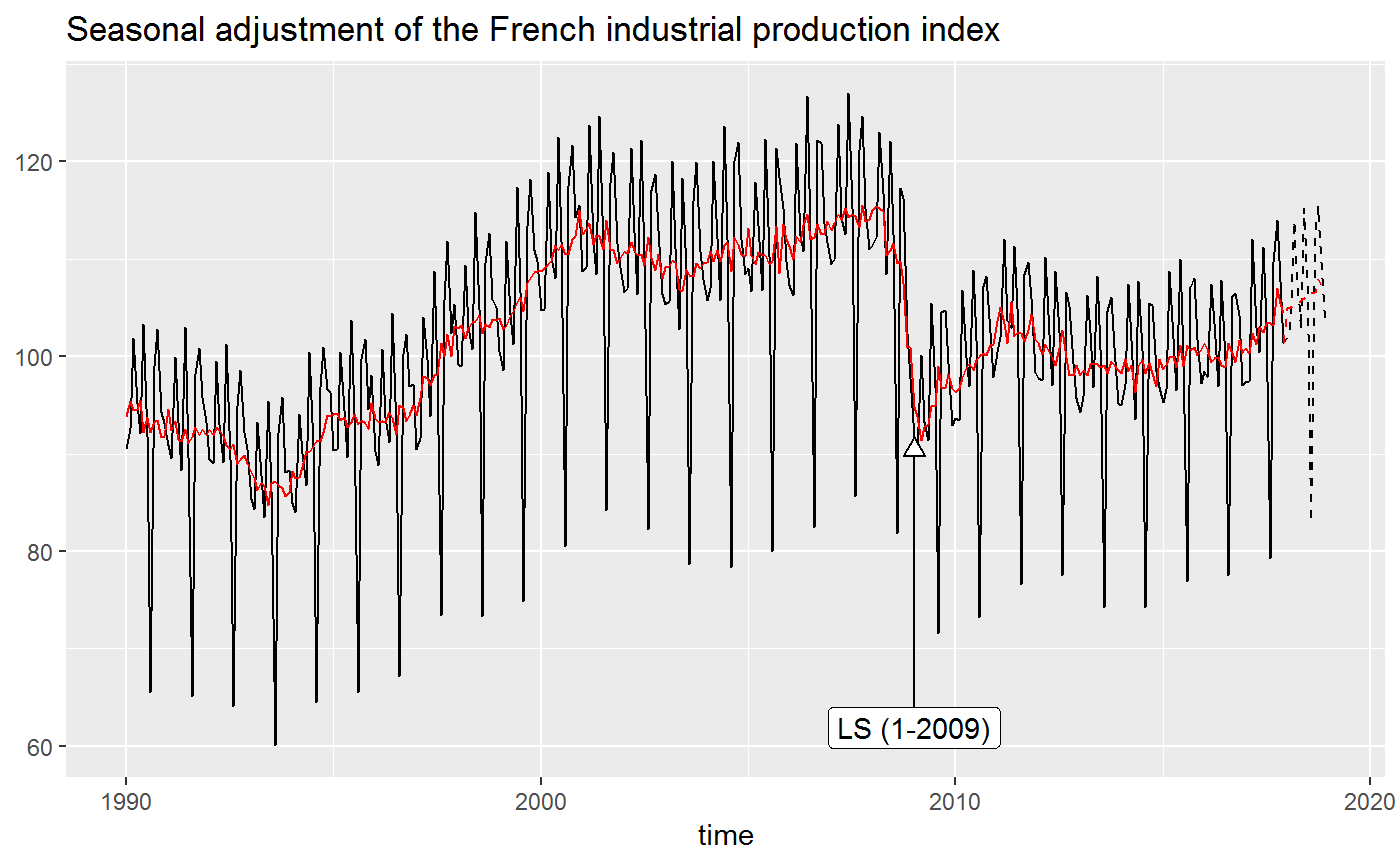 Seasonal adjustment of the French industrial production index
120
100
80
60
LS (1-2009)
1990
2000
2010
2020
time